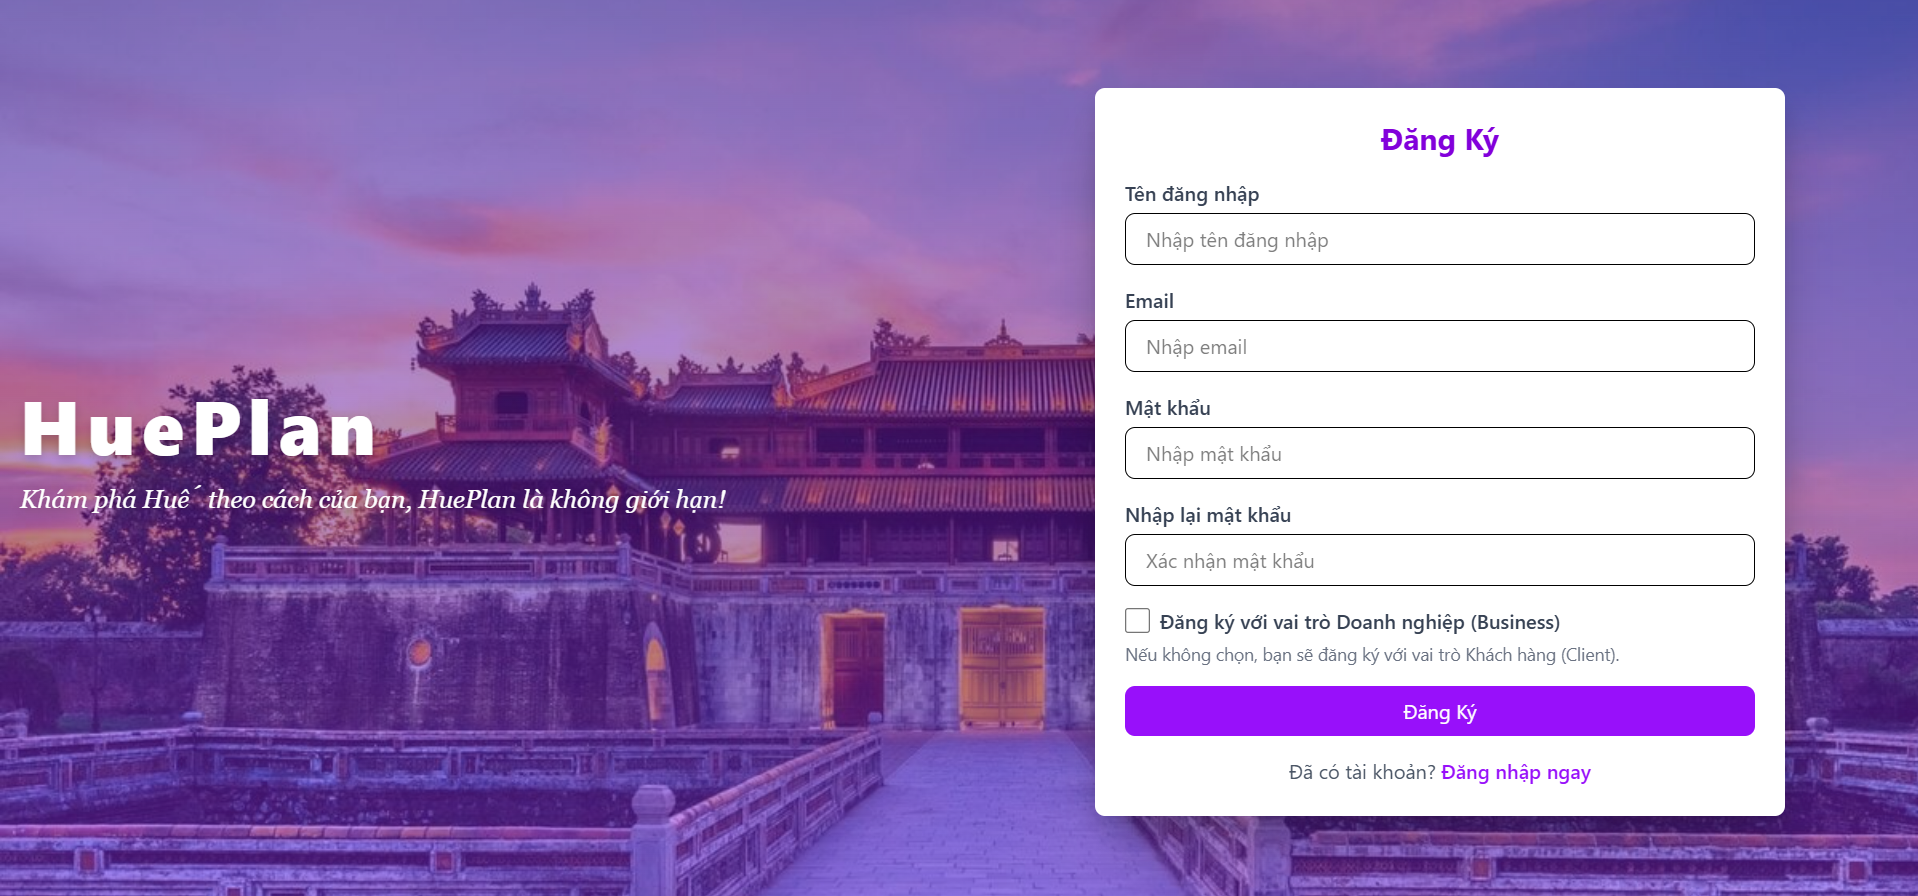 HuePlan
Khám phá Huế theo cách của bạn, HuePlan là không giới hạn!
Đăng Ký
Tên đăng nhập
Nhập tên đăng nhập
Email
Nhập email
Mật khẩu
Nhập mật khẩu
Nhập lại mật khẩu
Xác nhận mật khẩu
Đăng ký với vai trò Doanh nghiệp (Business)
Nếu không chọn, bạn sẽ đăng ký với vai trò Khách hàng (Client).
Đăng Ký
Đã có tài khoản? Đăng nhập ngay